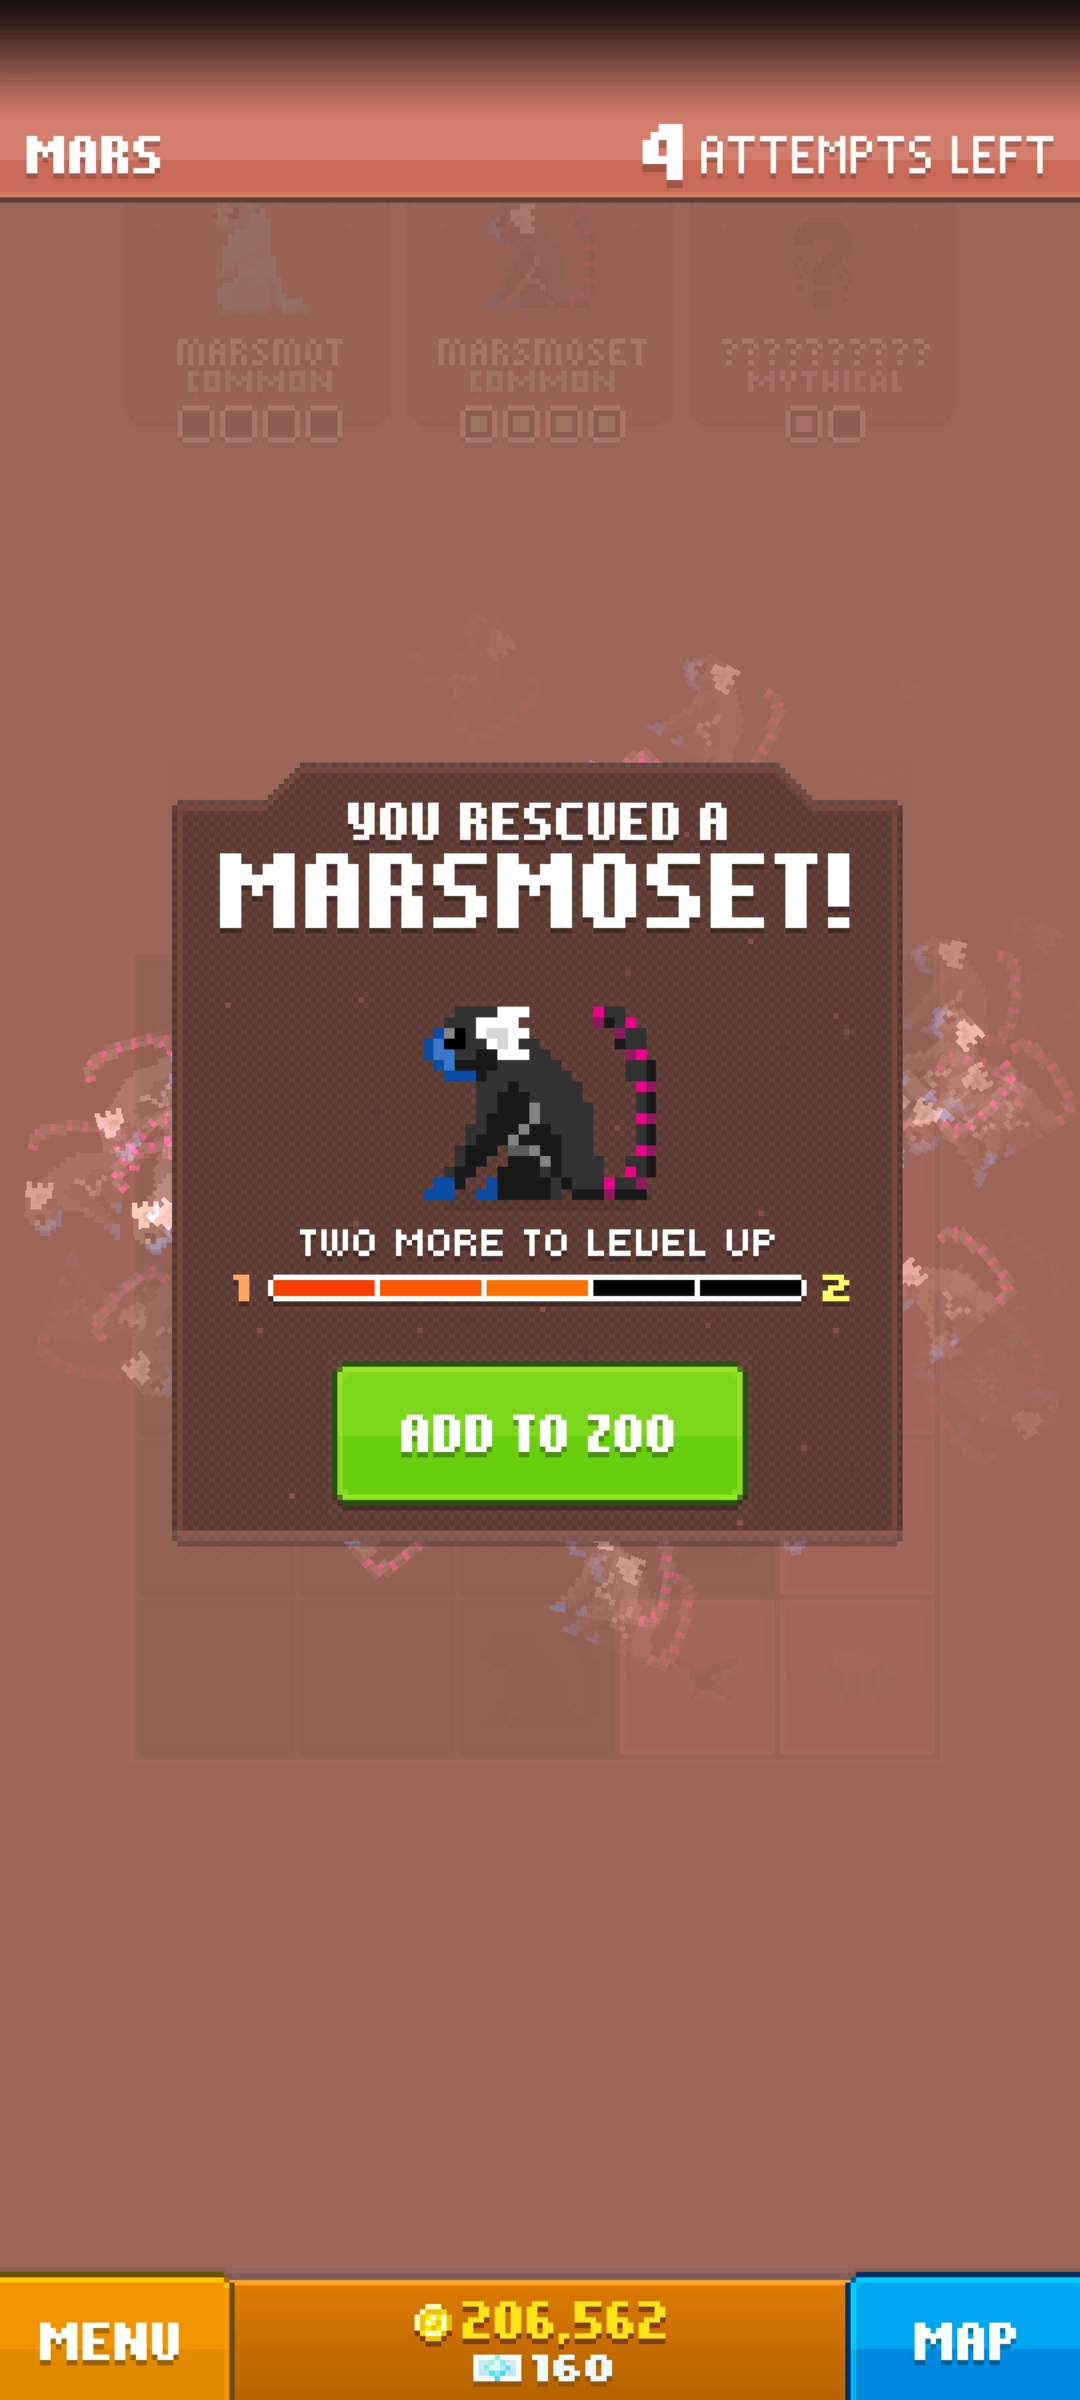 MARS
4 ATTEMPTS LEFT
MARSMOT
COMMON
MARSMOSET
COMMON
??????????
MYTHICAL
YOU RESCUED A
MARSMOSET!
TWO MORE TO LEVEL UP
1 2
ADD TO ZOO
MENU
206,562
160
MAP